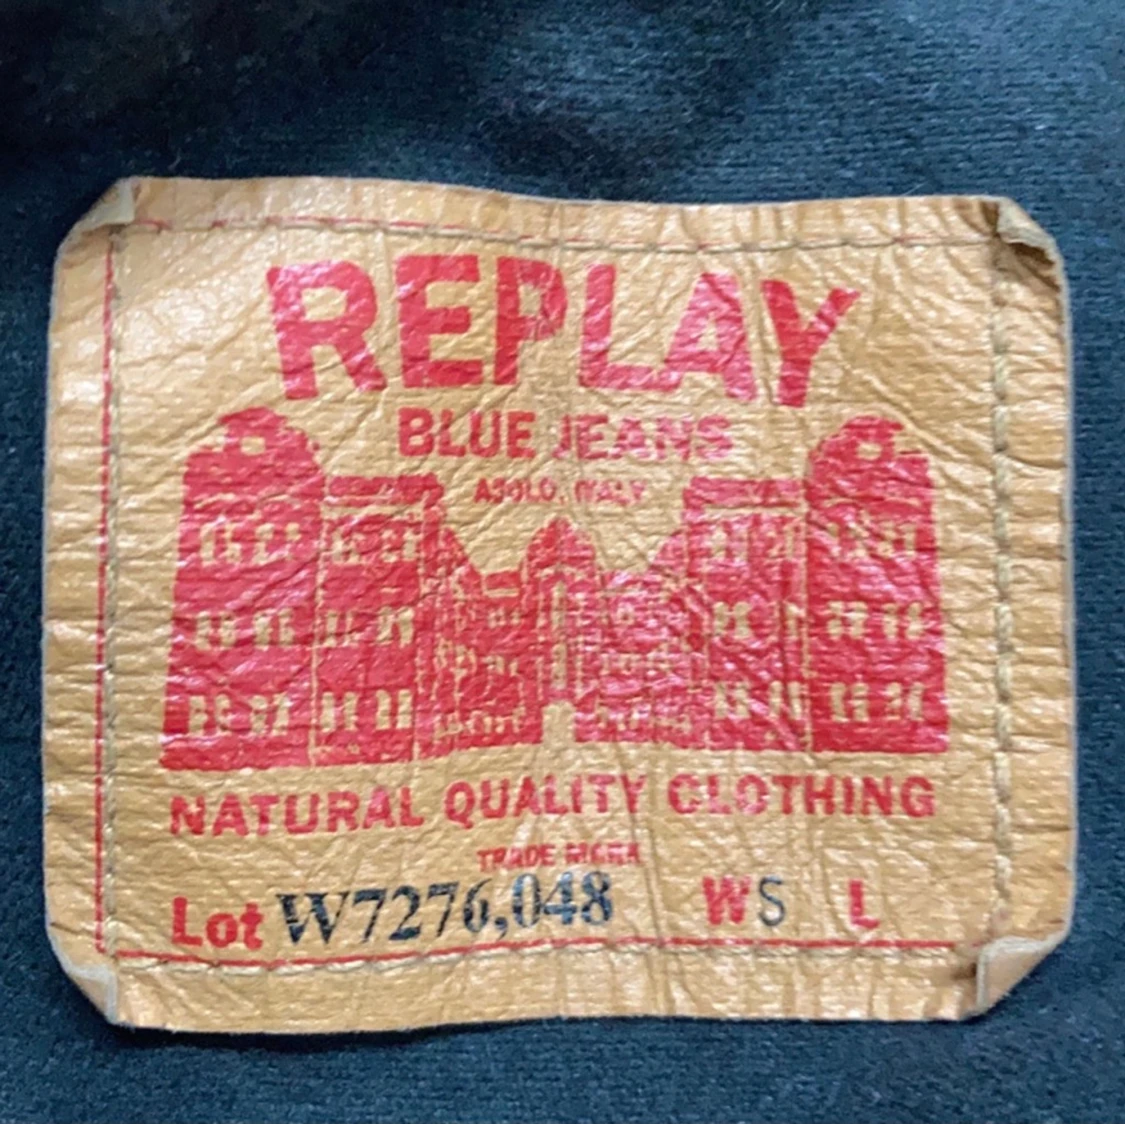 REPLAY
BLUE JEANS
ASOLO, ITALY
NATURAL QUALITY CLOTHING
TRADE MARK
Lot W7276,048 WS L